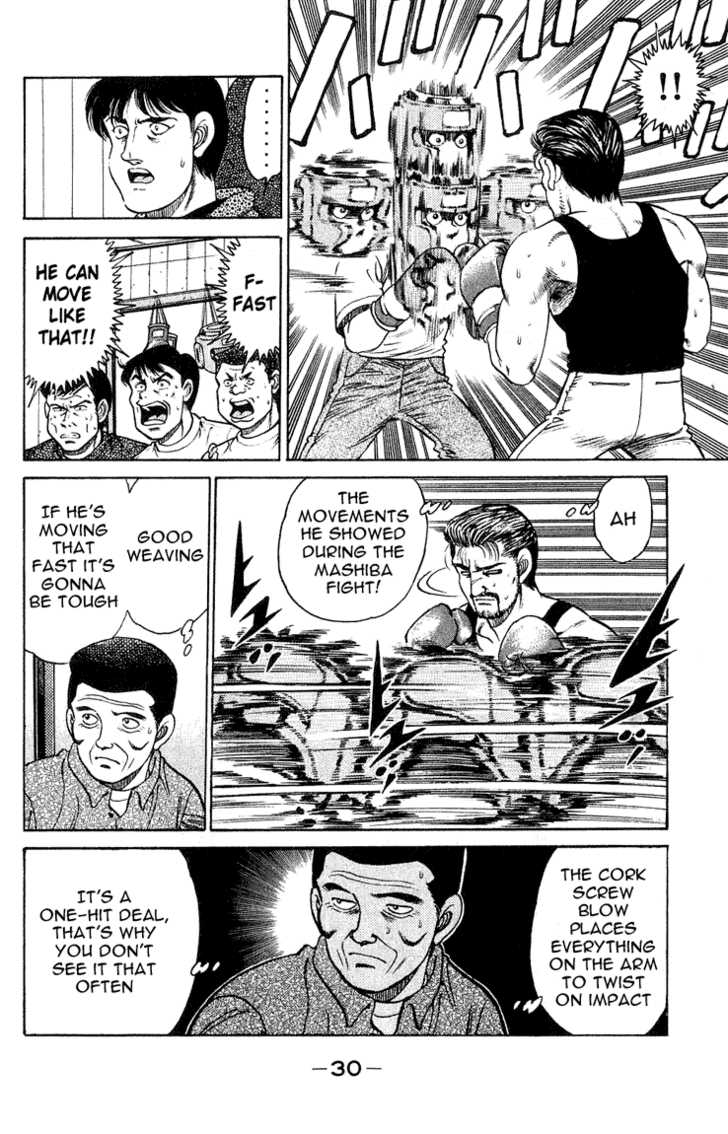 !!
......
F-
FAST
HE CAN
MOVE
LIKE
THAT!!
AH
THE
MOVEMENTS
HE SHOWED
DURING THE
MASHIBA
FIGHT!
GOOD
WEAVING
IF HE'S
MOVING
THAT
FAST IT'S
GONNA
BE TOUGH
THE CORK
SCREW
BLOW
PLACES
EVERYTHING
ON THE ARM
TO TWIST
ON IMPACT
IT'S A
ONE-HIT DEAL,
THAT'S WHY
YOU DON'T
SEE IT THAT
OFTEN
—30—